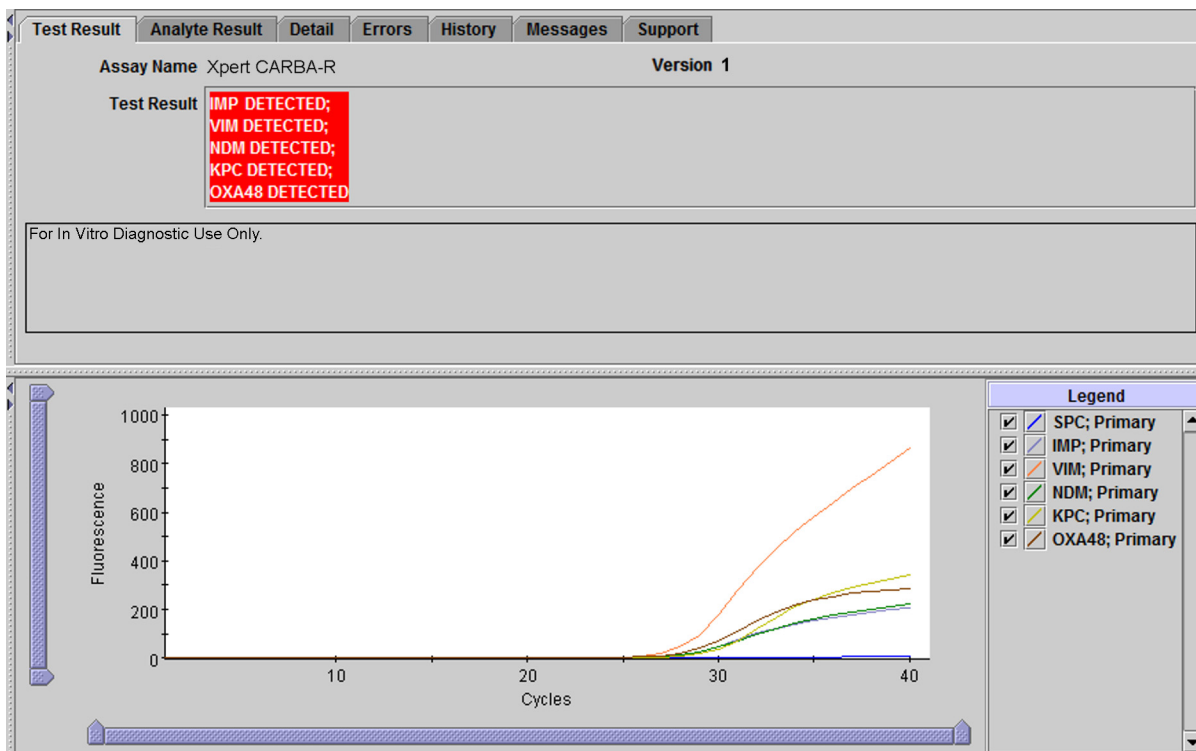 Test Result Analyte Result Detail Errors History Messages Support
Assay Name Xpert CARBA-R Version 1
Test Result IMP DETECTED;
VIM DETECTED;
NDM DETECTED;
KPC DETECTED;
OXA48 DETECTED
For In Vitro Diagnostic Use Only.
1000
800
600
400
200
0
Fluorescence
10 20 30 40
Cycles
Legend
SPC; Primary
IMP; Primary
VIM; Primary
NDM; Primary
KPC; Primary
OXA48; Primary